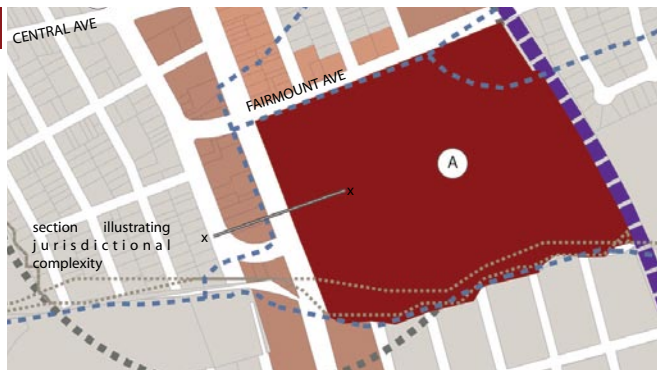 CENTRAL AVE
FAIRMOUNT AVE
A
x
x
section illustrating
jurisdictional
complexity